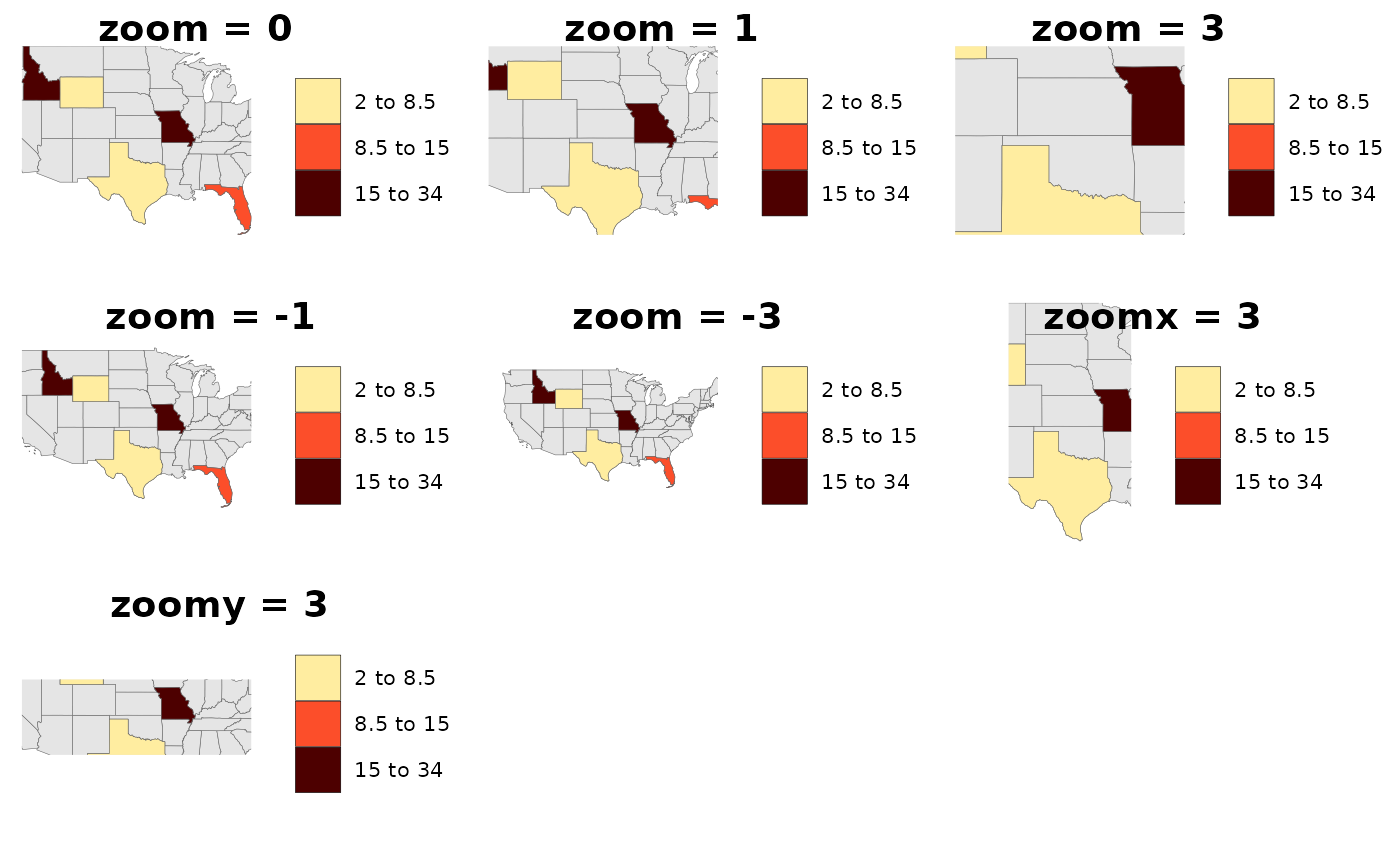 zoom = 0
2 to 8.5
8.5 to 15
15 to 34
zoom = 1
2 to 8.5
8.5 to 15
15 to 34
zoom = 3
2 to 8.5
8.5 to 15
15 to 34
zoom = -1
2 to 8.5
8.5 to 15
15 to 34
zoom = -3
2 to 8.5
8.5 to 15
15 to 34
zoomx = 3
2 to 8.5
8.5 to 15
15 to 34
zoomy = 3
2 to 8.5
8.5 to 15
15 to 34